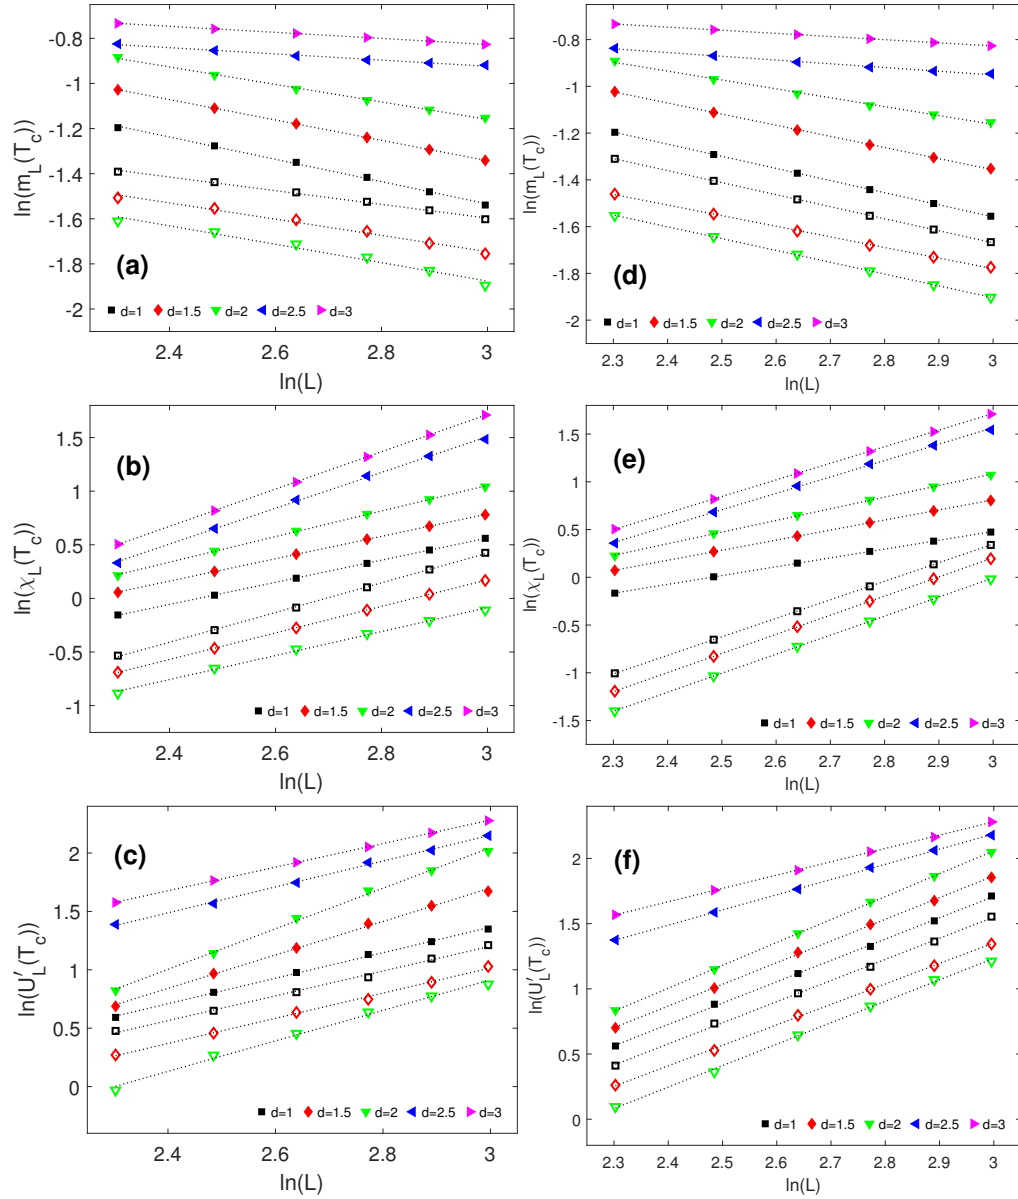 ln(m_L(T_c))
-0.8
-1
-1.2
-1.4
-1.6
-1.8
-2
(a)
d=1 d=1.5 d=2 d=2.5 d=3
2.4 2.6 2.8 3
ln(L)
ln(m_L(T_c))
-0.8
-1
-1.2
-1.4
-1.6
-1.8
-2
(d)
d=1 d=1.5 d=2 d=2.5 d=3
2.3 2.4 2.5 2.6 2.7 2.8 2.9 3
ln(L)
ln(χ_L(T_c))
1.5
1
0.5
0
-0.5
-1
(b)
d=1 d=1.5 d=2 d=2.5 d=3
2.4 2.6 2.8 3
ln(L)
ln(χ_L(T_c))
1.5
1
0.5
0
-0.5
-1
-1.5
(e)
d=1 d=1.5 d=2 d=2.5 d=3
2.3 2.4 2.5 2.6 2.7 2.8 2.9 3
ln(L)
ln(U′_L(T_c))
2
1.5
1
0.5
0
(c)
d=1 d=1.5 d=2 d=2.5 d=3
2.4 2.6 2.8 3
ln(L)
ln(U′_L(T_c))
2
1.5
1
0.5
0
(f)
d=1 d=1.5 d=2 d=2.5 d=3
2.3 2.4 2.5 2.6 2.7 2.8 2.9 3
ln(L)